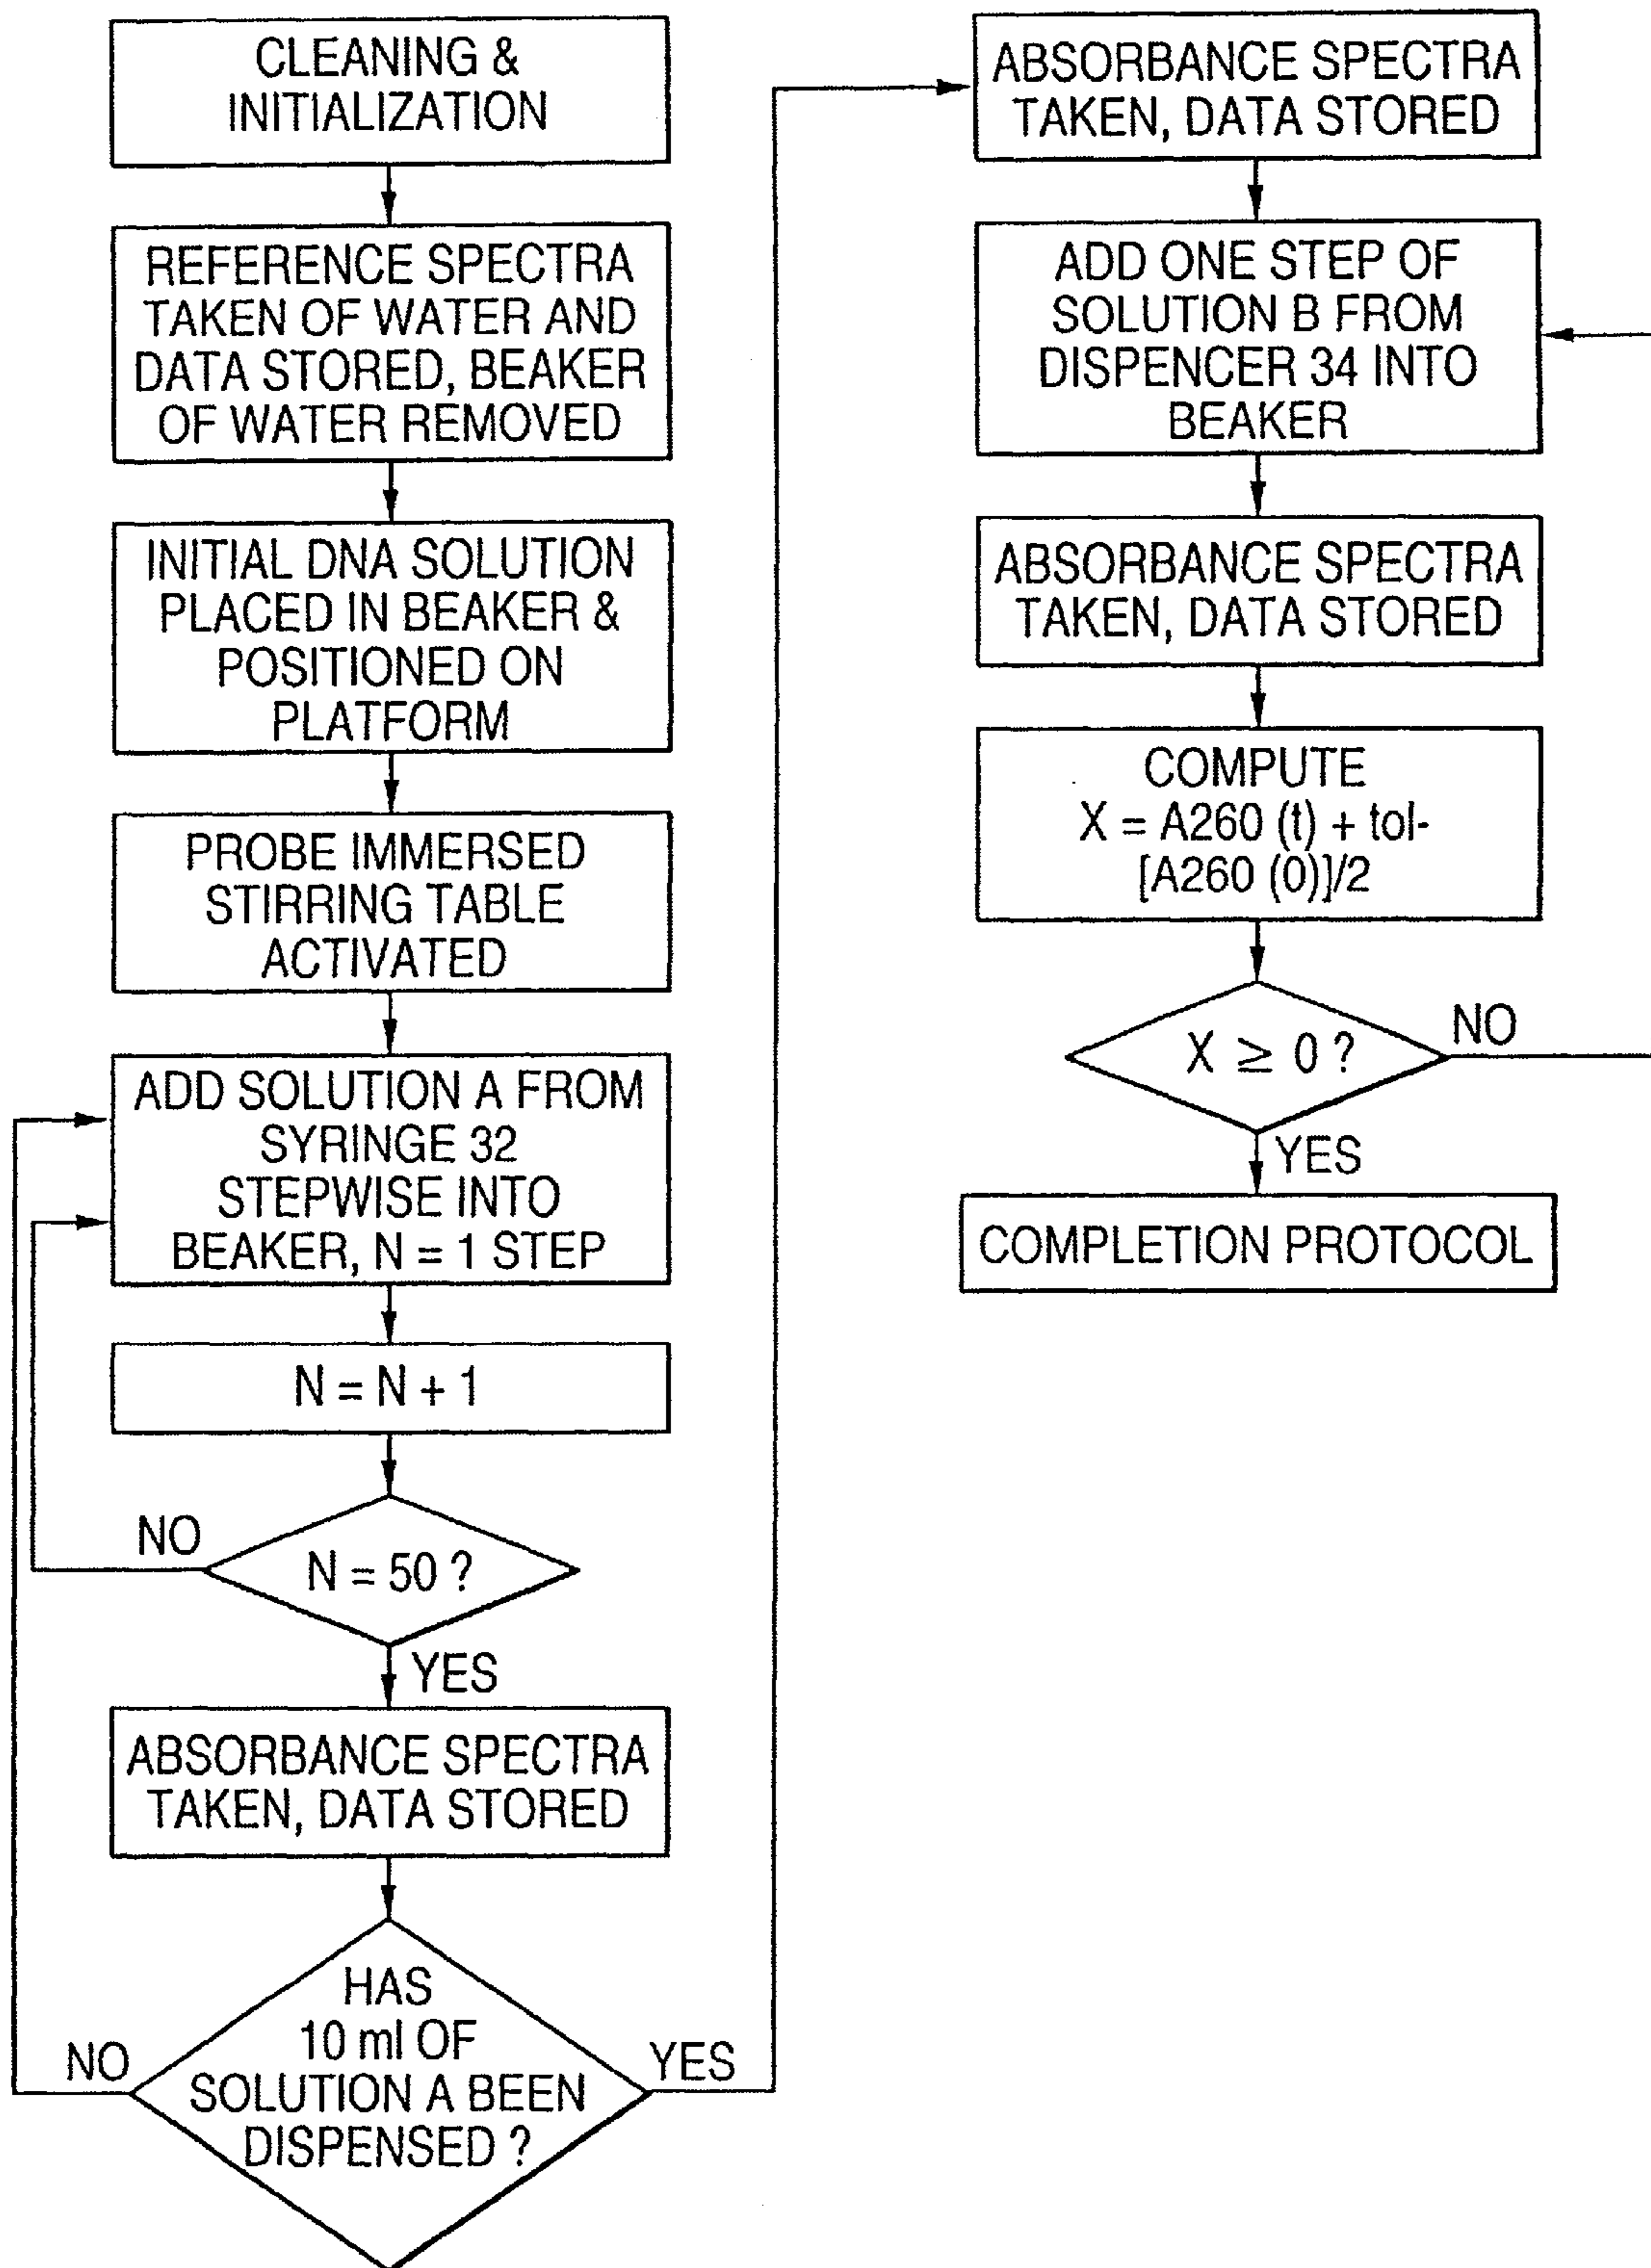 CLEANING &
INITIALIZATION
REFERENCE SPECTRA
TAKEN OF WATER AND
DATA STORED, BEAKER
OF WATER REMOVED
INITIAL DNA SOLUTION
PLACED IN BEAKER &
POSITIONED ON
PLATFORM
PROBE IMMERSED
STIRRING TABLE
ACTIVATED
ADD SOLUTION A FROM
SYRINGE 32
STEPWISE INTO
BEAKER, N = 1 STEP
N = N + 1
N = 50 ?
NO
YES
ABSORBANCE SPECTRA
TAKEN, DATA STORED
HAS
10 ml OF
SOLUTION A BEEN
DISPENSED ?
NO
YES
ABSORBANCE SPECTRA
TAKEN, DATA STORED
ADD ONE STEP OF
SOLUTION B FROM
DISPENCER 34 INTO
BEAKER
ABSORBANCE SPECTRA
TAKEN, DATA STORED
COMPUTE
X = A260 (t) + tol-
[A260 (0)]/2
X ≥ 0 ?
NO
YES
COMPLETION PROTOCOL